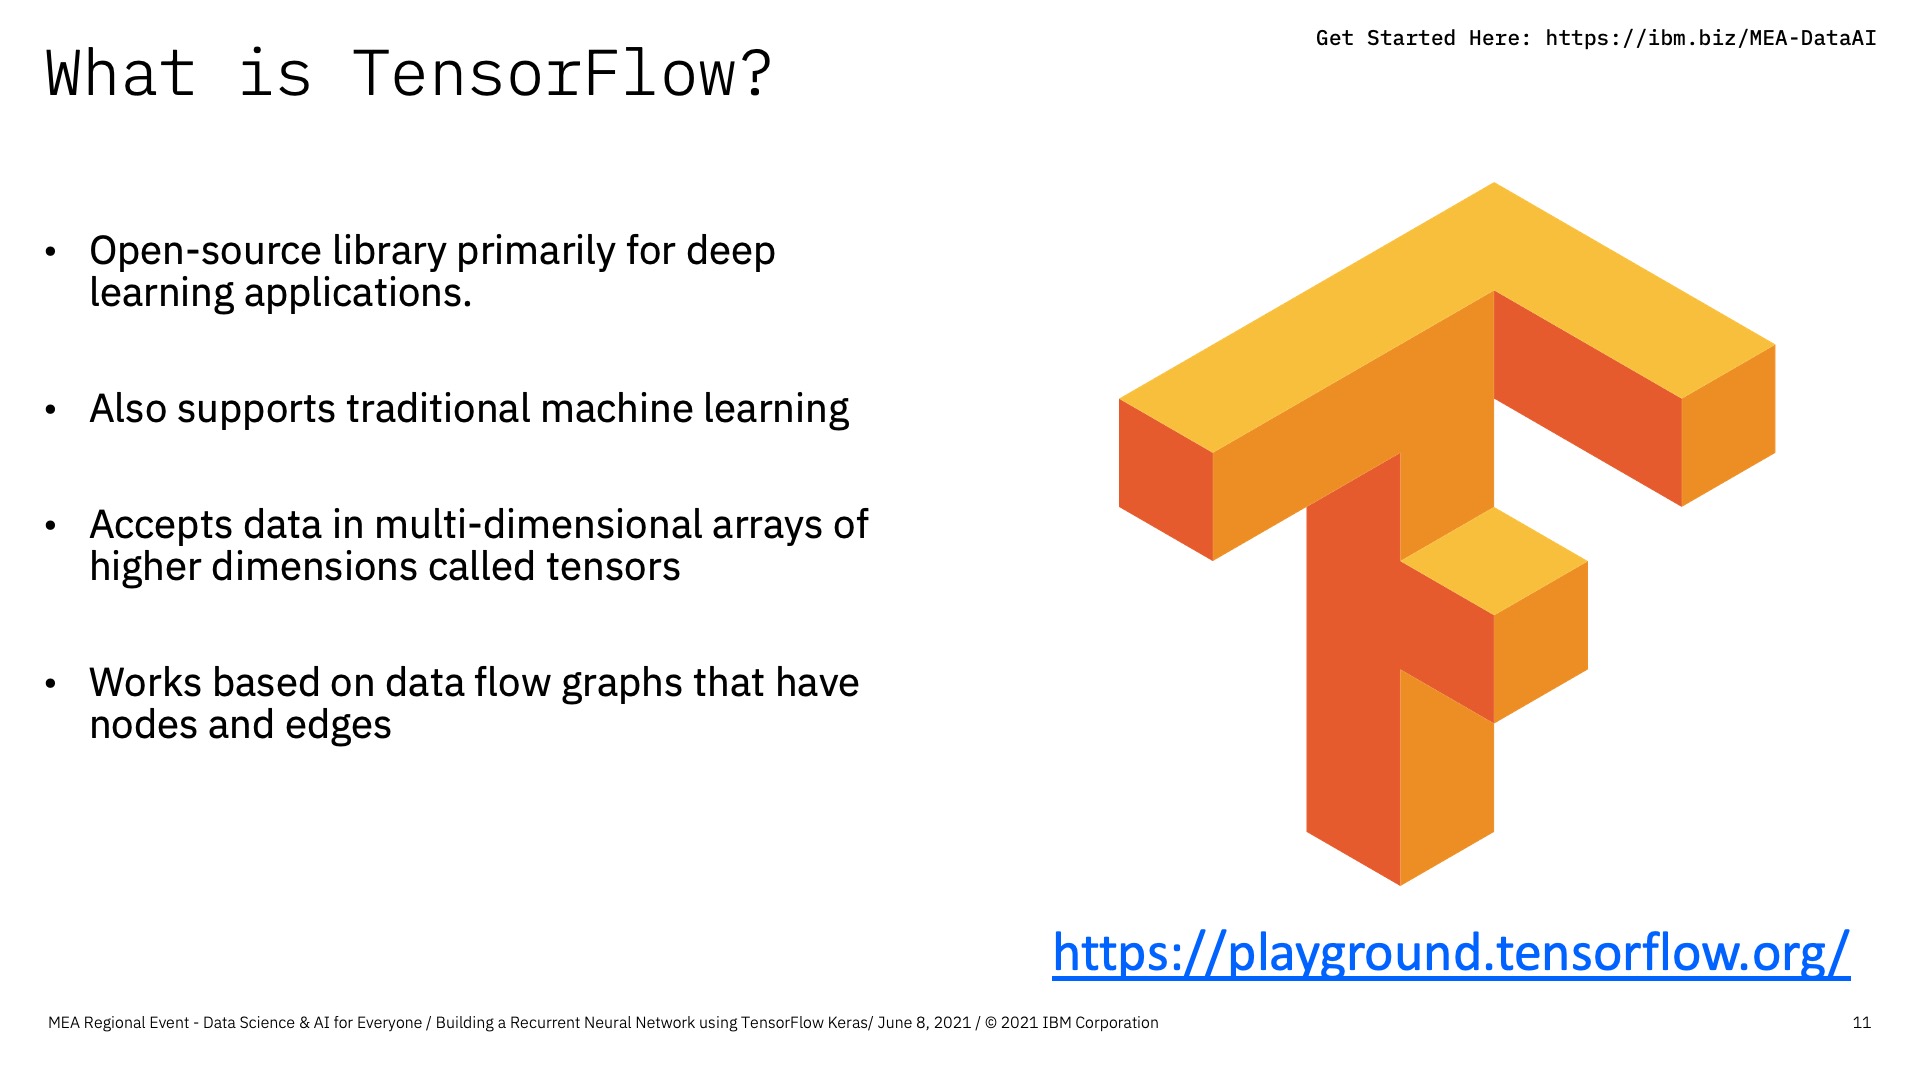 Get Started Here: https://ibm.biz/MEA-DataAI
What is TensorFlow?
• Open-source library primarily for deep
learning applications.
• Also supports traditional machine learning
• Accepts data in multi-dimensional arrays of
higher dimensions called tensors
• Works based on data flow graphs that have
nodes and edges
https://playground.tensorflow.org/
MEA Regional Event - Data Science & AI for Everyone / Building a Recurrent Neural Network using TensorFlow Keras/ June 8, 2021 / © 2021 IBM Corporation
11